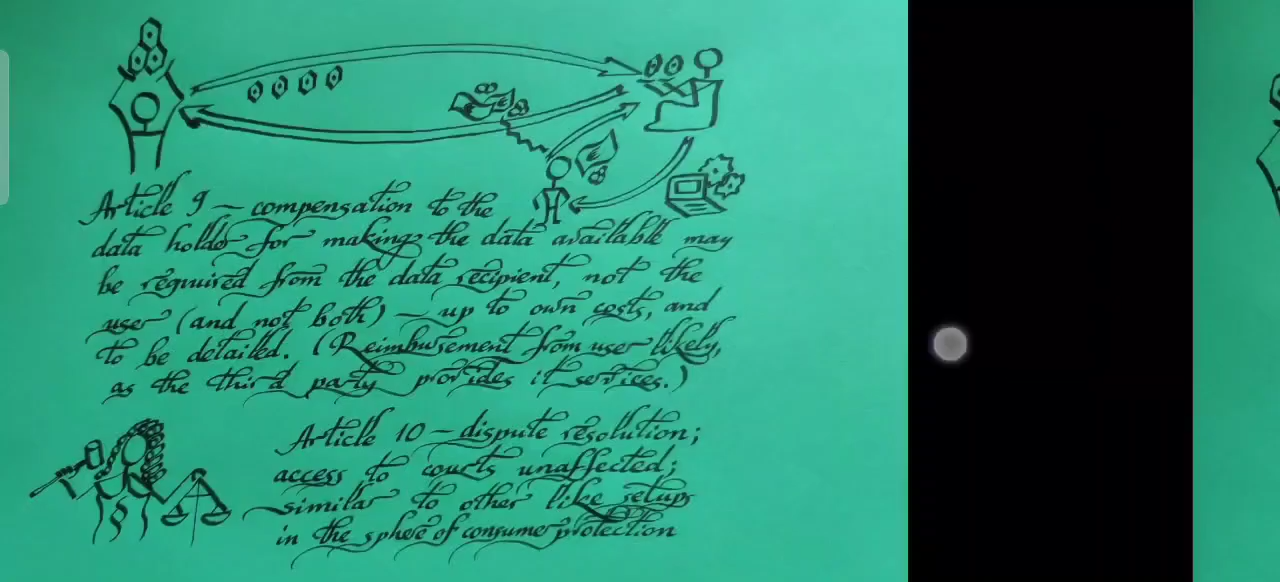 Article 9 – compensation to the
data holder for making the data available may
be required from the data recipient, not the
user (and not both) – up to own costs, and
to be detailed. (Reimbursement from user likely,
as the third party provides it services.)
Article 10 – dispute resolution;
access to courts unaffected;
similar to other like setups
in the sphere of consumer protection